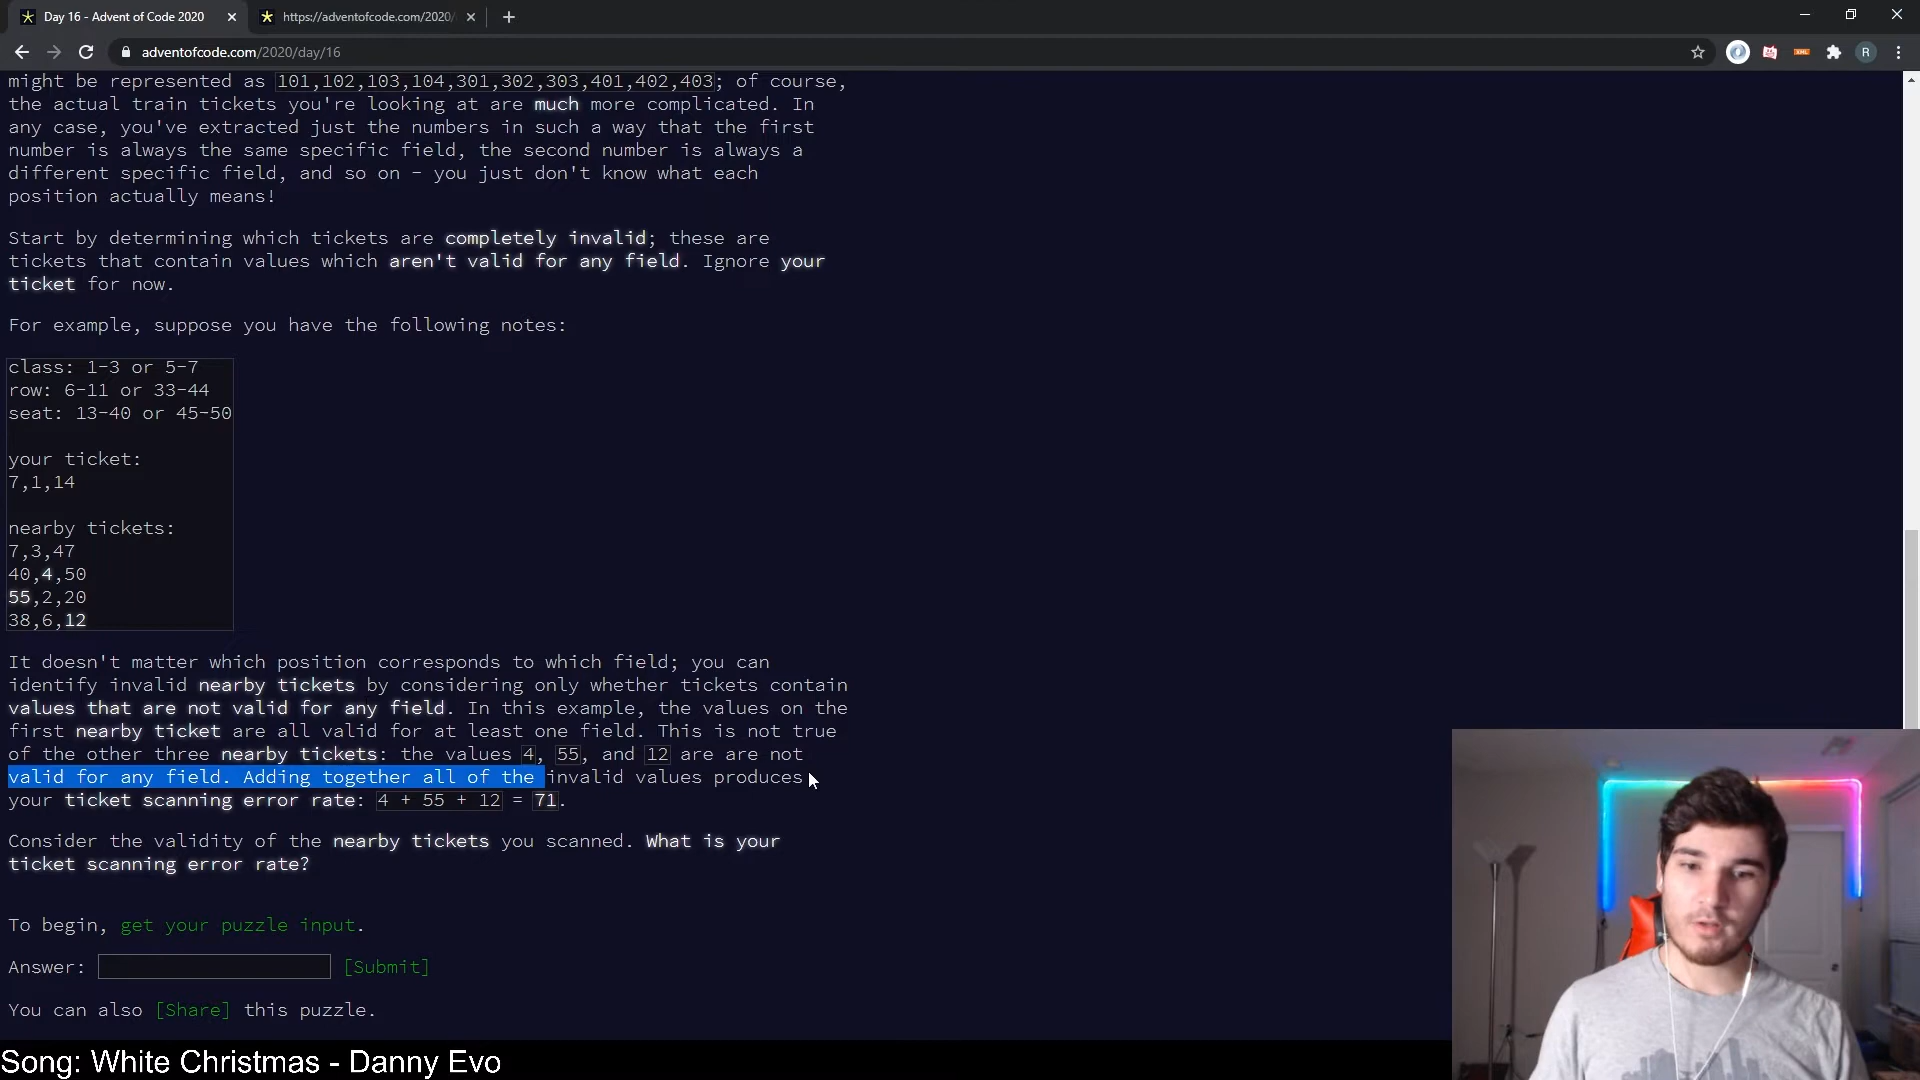 Day 16 - Advent of Code 2020
https://adventofcode.com/2020/
adventofcode.com/2020/day/16
R
might be represented as 101,102,103,104,301,302,303,401,402,403; of course,
the actual train tickets you're looking at are much more complicated. In
any case, you've extracted just the numbers in such a way that the first
number is always the same specific field, the second number is always a
different specific field, and so on - you just don't know what each
position actually means!
Start by determining which tickets are completely invalid; these are
tickets that contain values which aren't valid for any field. Ignore your
ticket for now.
For example, suppose you have the following notes:
class: 1-3 or 5-7
row: 6-11 or 33-44
seat: 13-40 or 45-50
your ticket:
7,1,14
nearby tickets:
7,3,47
40,4,50
55,2,20
38,6,12
It doesn't matter which position corresponds to which field; you can
identify invalid nearby tickets by considering only whether tickets contain
values that are not valid for any field. In this example, the values on the
first nearby ticket are all valid for at least one field. This is not true
of the other three nearby tickets: the values 4, 55, and 12 are are not
valid for any field. Adding together all of the invalid values produces
your ticket scanning error rate: 4 + 55 + 12 = 71.
Consider the validity of the nearby tickets you scanned. What is your
ticket scanning error rate?
To begin, get your puzzle input.
Answer: [Submit]
You can also [Share] this puzzle.
Song: White Christmas - Danny Evo